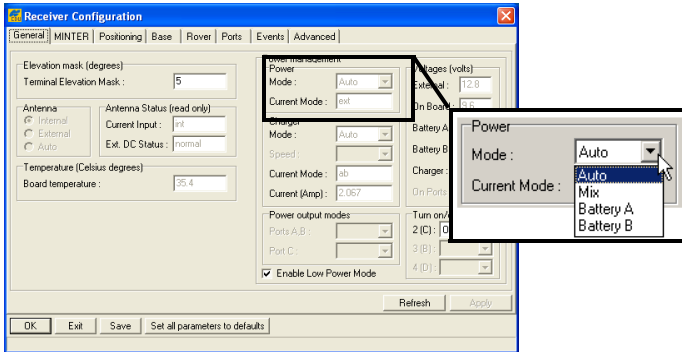 Receiver Configuration
General MINTER Positioning Base Rover Ports Events Advanced
Elevation mask (degrees)
Terminal Elevation Mask : 5
Antenna
Internal
External
Auto
Antenna Status (read only)
Current Input : int
Ext. DC Status : normal
Temperature (Celsius degrees)
Board temperature : 35.4
Power management
Power
Mode : Auto
Current Mode : ext
Charger
Mode : Auto
Speed :
Current Mode : ab
Current (Amp) : 2.067
Power output modes
Ports A,B :
Port C :
Enable Low Power Mode
Voltages (volts)
External : 12.8
On Board : 9.6
Battery A
Battery B
Charger :
On Ports
Turn on/
2 (C) : 0
3 (B) :
4 (D) :
Refresh Apply
OK Exit Save Set all parameters to defaults
Power
Mode : Auto
Auto
Mix
Battery A
Battery B
Current Mode :